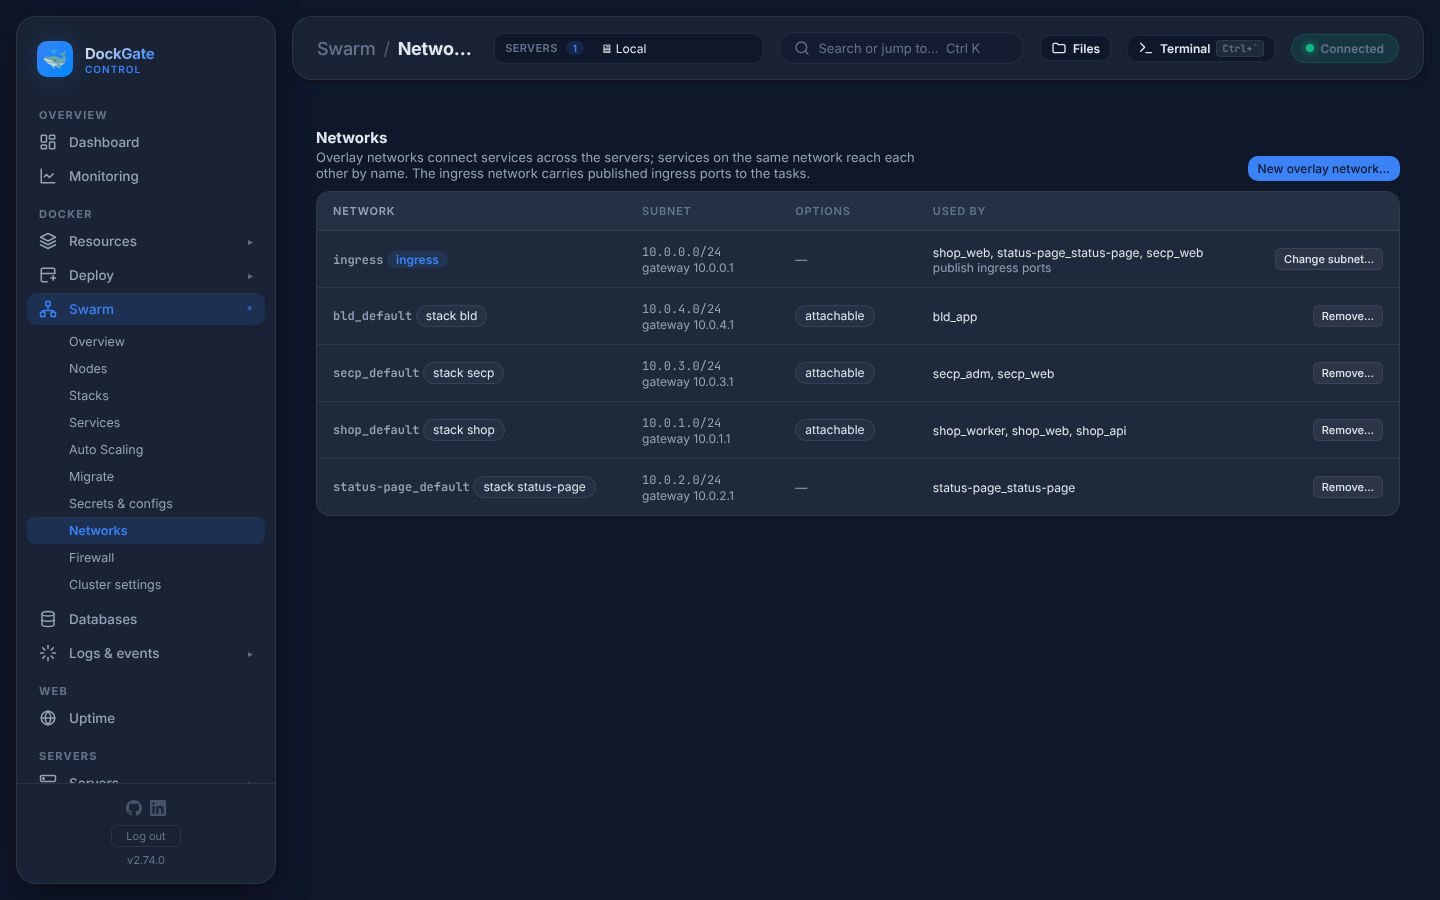 DockGate
CONTROL
OVERVIEW
Dashboard
Monitoring
DOCKER
Resources
Deploy
Swarm
Overview
Nodes
Stacks
Services
Auto Scaling
Migrate
Secrets & configs
Networks
Firewall
Cluster settings
Databases
Logs & events
WEB
Uptime
SERVERS
Servers
Log out
v2.74.0
Swarm / Netwo...
SERVERS 1 Local
Search or jump to... Ctrl K
Files
Terminal Ctrl+`
Connected
Networks
Overlay networks connect services across the servers; services on the same network reach each
other by name. The ingress network carries published ingress ports to the tasks.
New overlay network...
NETWORK SUBNET OPTIONS USED BY
ingress ingress
10.0.0.0/24
gateway 10.0.0.1
—
shop_web, status-page_status-page, secp_web
publish ingress ports
Change subnet...
bld_default stack bld
10.0.4.0/24
gateway 10.0.4.1
attachable
bld_app
Remove...
secp_default stack secp
10.0.3.0/24
gateway 10.0.3.1
attachable
secp_adm, secp_web
Remove...
shop_default stack shop
10.0.1.0/24
gateway 10.0.1.1
attachable
shop_worker, shop_web, shop_api
Remove...
status-page_default stack status-page
10.0.2.0/24
gateway 10.0.2.1
—
status-page_status-page
Remove...